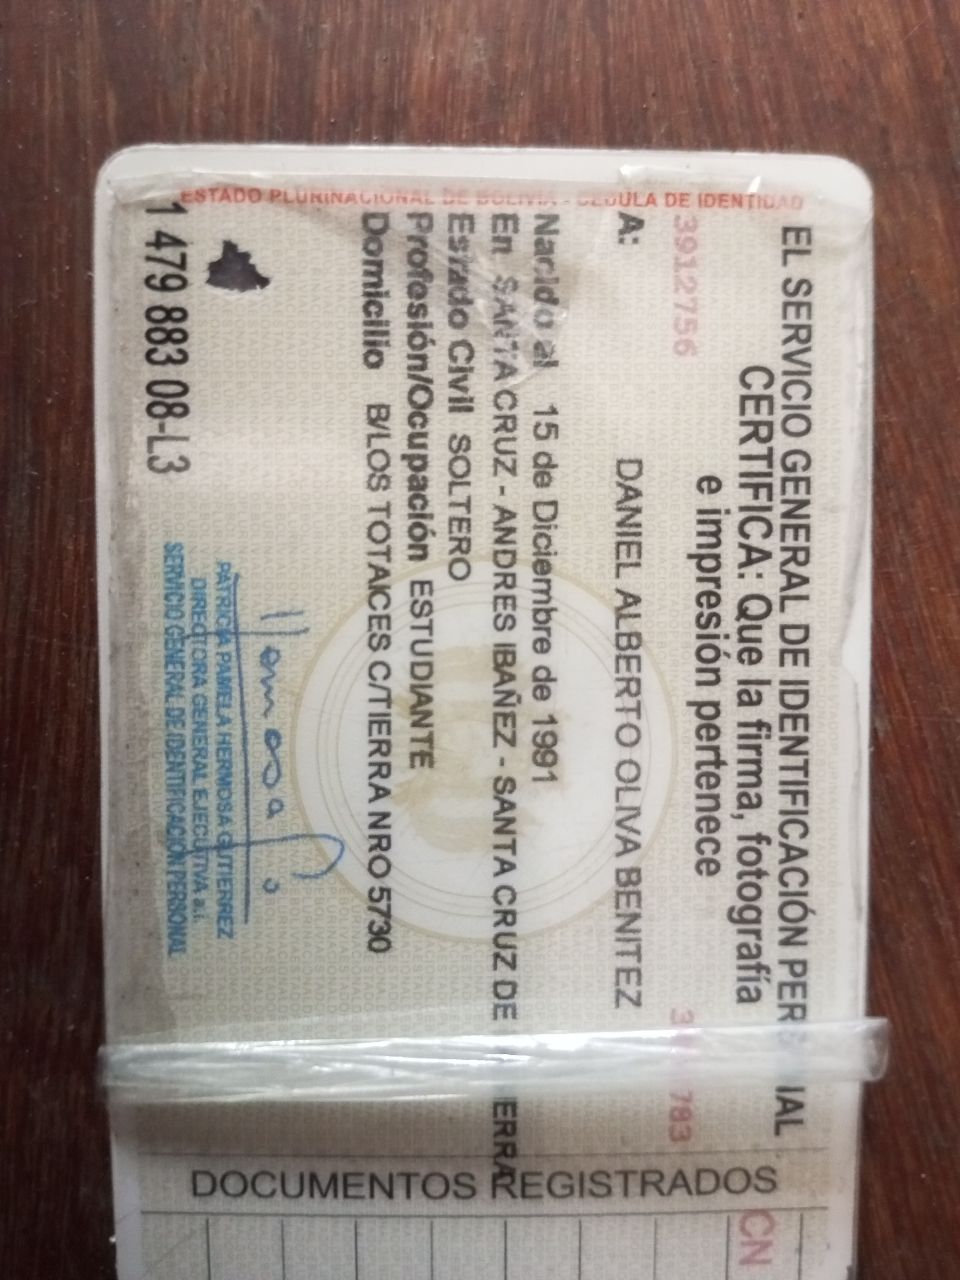 ESTADO PLURINACIONAL DE BOLIVIA - CEDULA DE IDENTIDAD
EL SERVICIO GENERAL DE IDENTIFICACIÓN
CERTIFICA: Que la firma, fotografía
e impresión pertenece
3912756
A: DANIEL ALBERTO OLIVA BENITEZ
Nacido al 15 de Diciembre de 1991
En SANTA CRUZ - ANDRES IBAÑEZ - SANTA CRUZ DE
Estado Civil SOLTERO
Profesión/Ocupación ESTUDIANTE
Domicilio B/LOS TOTAICES C/TIERRA NRO 5730
1 479 883 08-L3
PATRICIA PAMELA HERMOSA GUTIERREZ
DIRECTORA GENERAL EJECUTIVA a.i.
SERVICIO GENERAL DE IDENTIFICACIÓN PERSONAL
DOCUMENTOS REGISTRADOS
CN